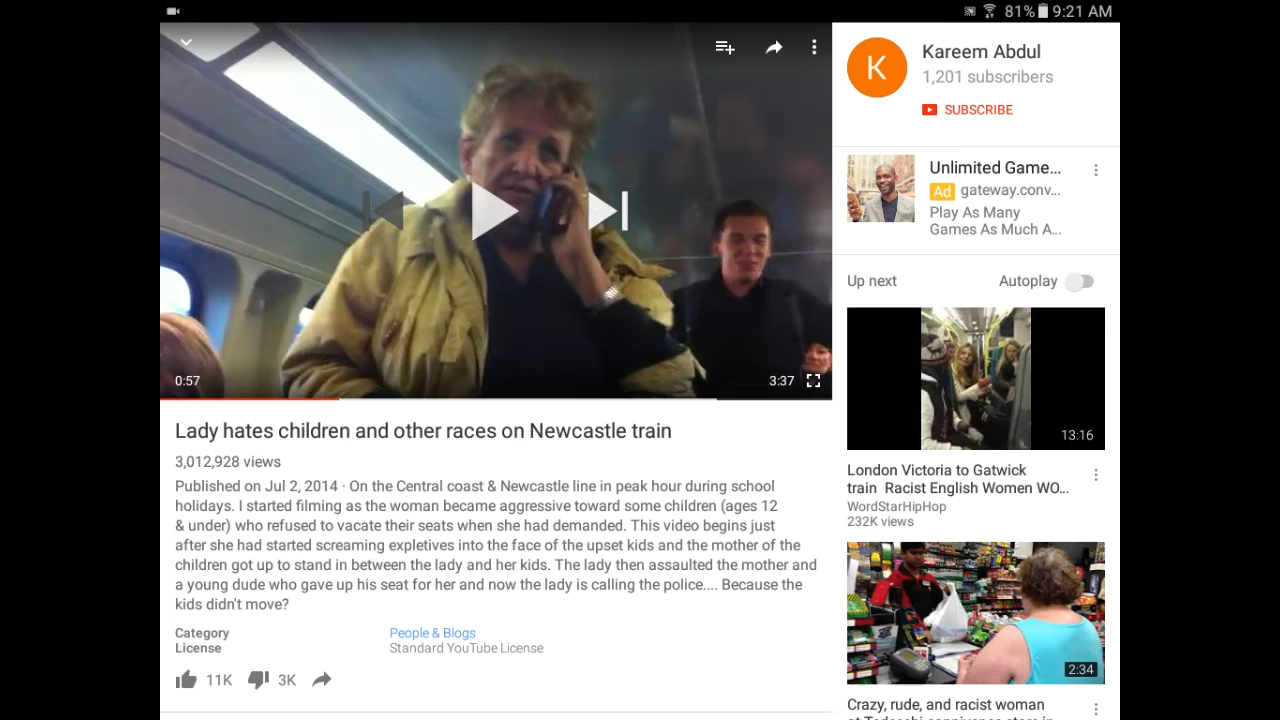 81% 9:21 AM
0:57
3:37
Lady hates children and other races on Newcastle train
3,012,928 views
Published on Jul 2, 2014 · On the Central coast & Newcastle line in peak hour during school
holidays. I started filming as the woman became aggressive toward some children (ages 12
& under) who refused to vacate their seats when she had demanded. This video begins just
after she had started screaming expletives into the face of the upset kids and the mother of the
children got up to stand in between the lady and her kids. The lady then assaulted the mother and
a young dude who gave up his seat for her and now the lady is calling the police.... Because the
kids didn't move?
Category People & Blogs
License Standard YouTube License
11K 3K
K
Kareem Abdul
1,201 subscribers
SUBSCRIBE
Unlimited Game...
Ad gateway.conv...
Play As Many
Games As Much A...
Up next Autoplay
13:16
London Victoria to Gatwick
train Racist English Women WO...
WordStarHipHop
232K views
2:34
Crazy, rude, and racist woman